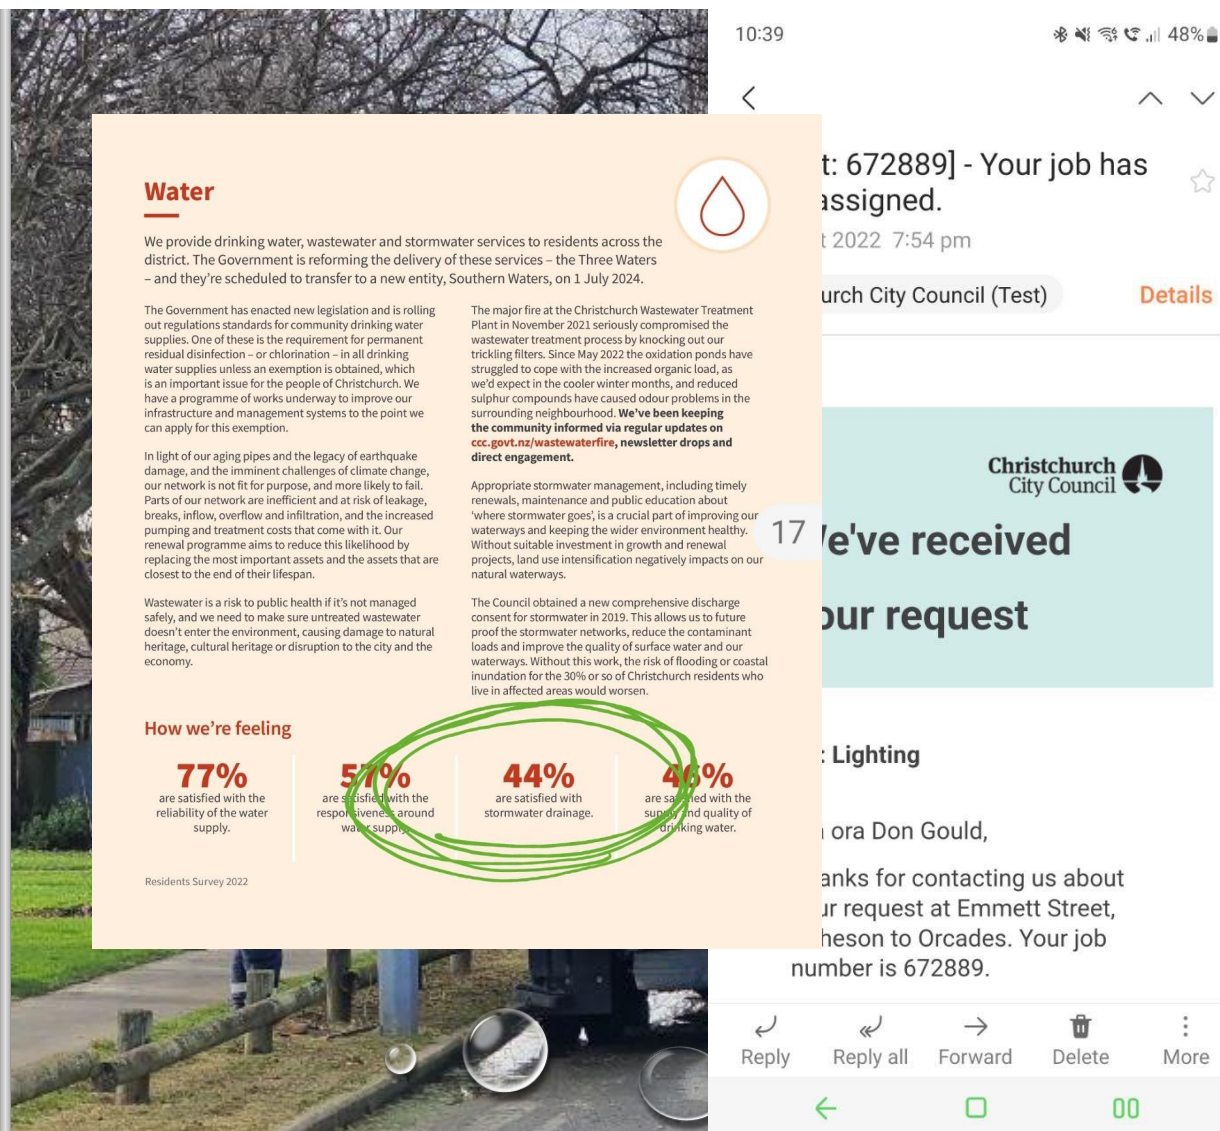 Water
We provide drinking water, wastewater and stormwater services to residents across the
district. The Government is reforming the delivery of these services – the Three Waters
– and they're scheduled to transfer to a new entity, Southern Waters, on 1 July 2024.
The Government has enacted new legislation and is rolling
out regulations standards for community drinking water
supplies. One of these is the requirement for permanent
residual disinfection – or chlorination – in all drinking
water supplies unless an exemption is obtained, which
is an important issue for the people of Christchurch. We
have a programme of works underway to improve our
infrastructure and management systems to the point we
can apply for this exemption.
In light of our aging pipes and the legacy of earthquake
damage, and the imminent challenges of climate change,
our network is not fit for purpose, and more likely to fail.
Parts of our network are inefficient and at risk of leakage,
breaks, inflow, overflow and infiltration, and the increased
pumping and treatment costs that come with it. Our
renewal programme aims to reduce this likelihood by
replacing the most important assets and the assets that are
closest to the end of their lifespan.
Wastewater is a risk to public health if it's not managed
safely, and we need to make sure untreated wastewater
doesn't enter the environment, causing damage to natural
heritage, cultural heritage or disruption to the city and the
economy.
The major fire at the Christchurch Wastewater Treatment
Plant in November 2021 seriously compromised the
wastewater treatment process by knocking out our
trickling filters. Since May 2022 the oxidation ponds have
struggled to cope with the increased organic load, as
we'd expect in the cooler winter months, and reduced
sulphur compounds have caused odour problems in the
surrounding neighbourhood. We've been keeping
the community informed via regular updates on
ccc.govt.nz/wastewaterfire, newsletter drops and
direct engagement.
Appropriate stormwater management, including timely
renewals, maintenance and public education about
'where stormwater goes', is a crucial part of improving our
waterways and keeping the wider environment healthy.
Without suitable investment in growth and renewal
projects, land use intensification negatively impacts on our
natural waterways.
The Council obtained a new comprehensive discharge
consent for stormwater in 2019. This allows us to future
proof the stormwater networks, reduce the contaminant
loads and improve the quality of surface water and our
waterways. Without this work, the risk of flooding or coastal
inundation for the 30% or so of Christchurch residents who
live in affected areas would worsen.
How we're feeling
77%
are satisfied with the
reliability of the water
supply.
57%
are satisfied with the
responsiveness around
water supply.
44%
are satisfied with
stormwater drainage.
46%
are satisfied with the
supply and quality of
drinking water.
Residents Survey 2022
17
10:39 48%
t: 672889] - Your job has
assigned.
t 2022 7:54 pm
urch City Council (Test) Details
Christchurch
City Council
e've received
our request
: Lighting
ora Don Gould,
anks for contacting us about
ur request at Emmett Street,
heson to Orcades. Your job
number is 672889.
Reply Reply all Forward Delete More